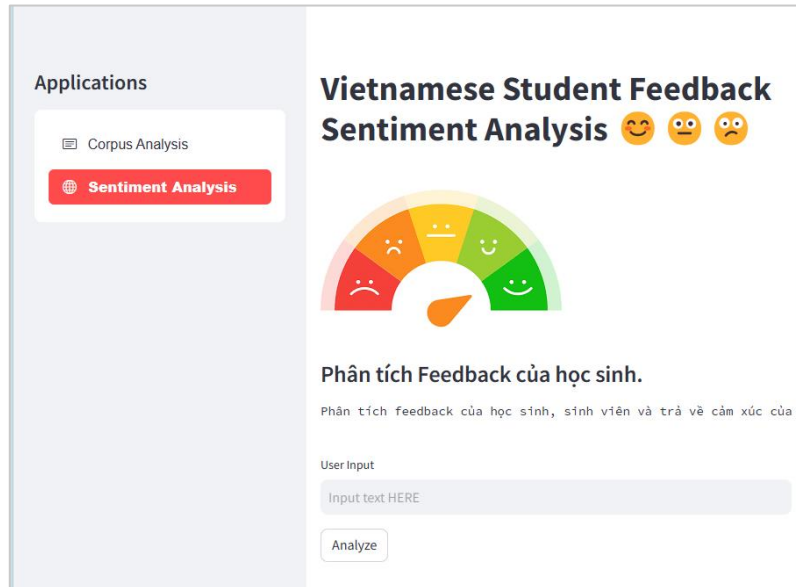 Applications
Corpus Analysis
Sentiment Analysis
Vietnamese Student Feedback
Sentiment Analysis 😊 😐 😟
Phân tích Feedback của học sinh.
Phân tích feedback của học sinh, sinh viên và trả về cảm xúc của
User Input
Input text HERE
Analyze